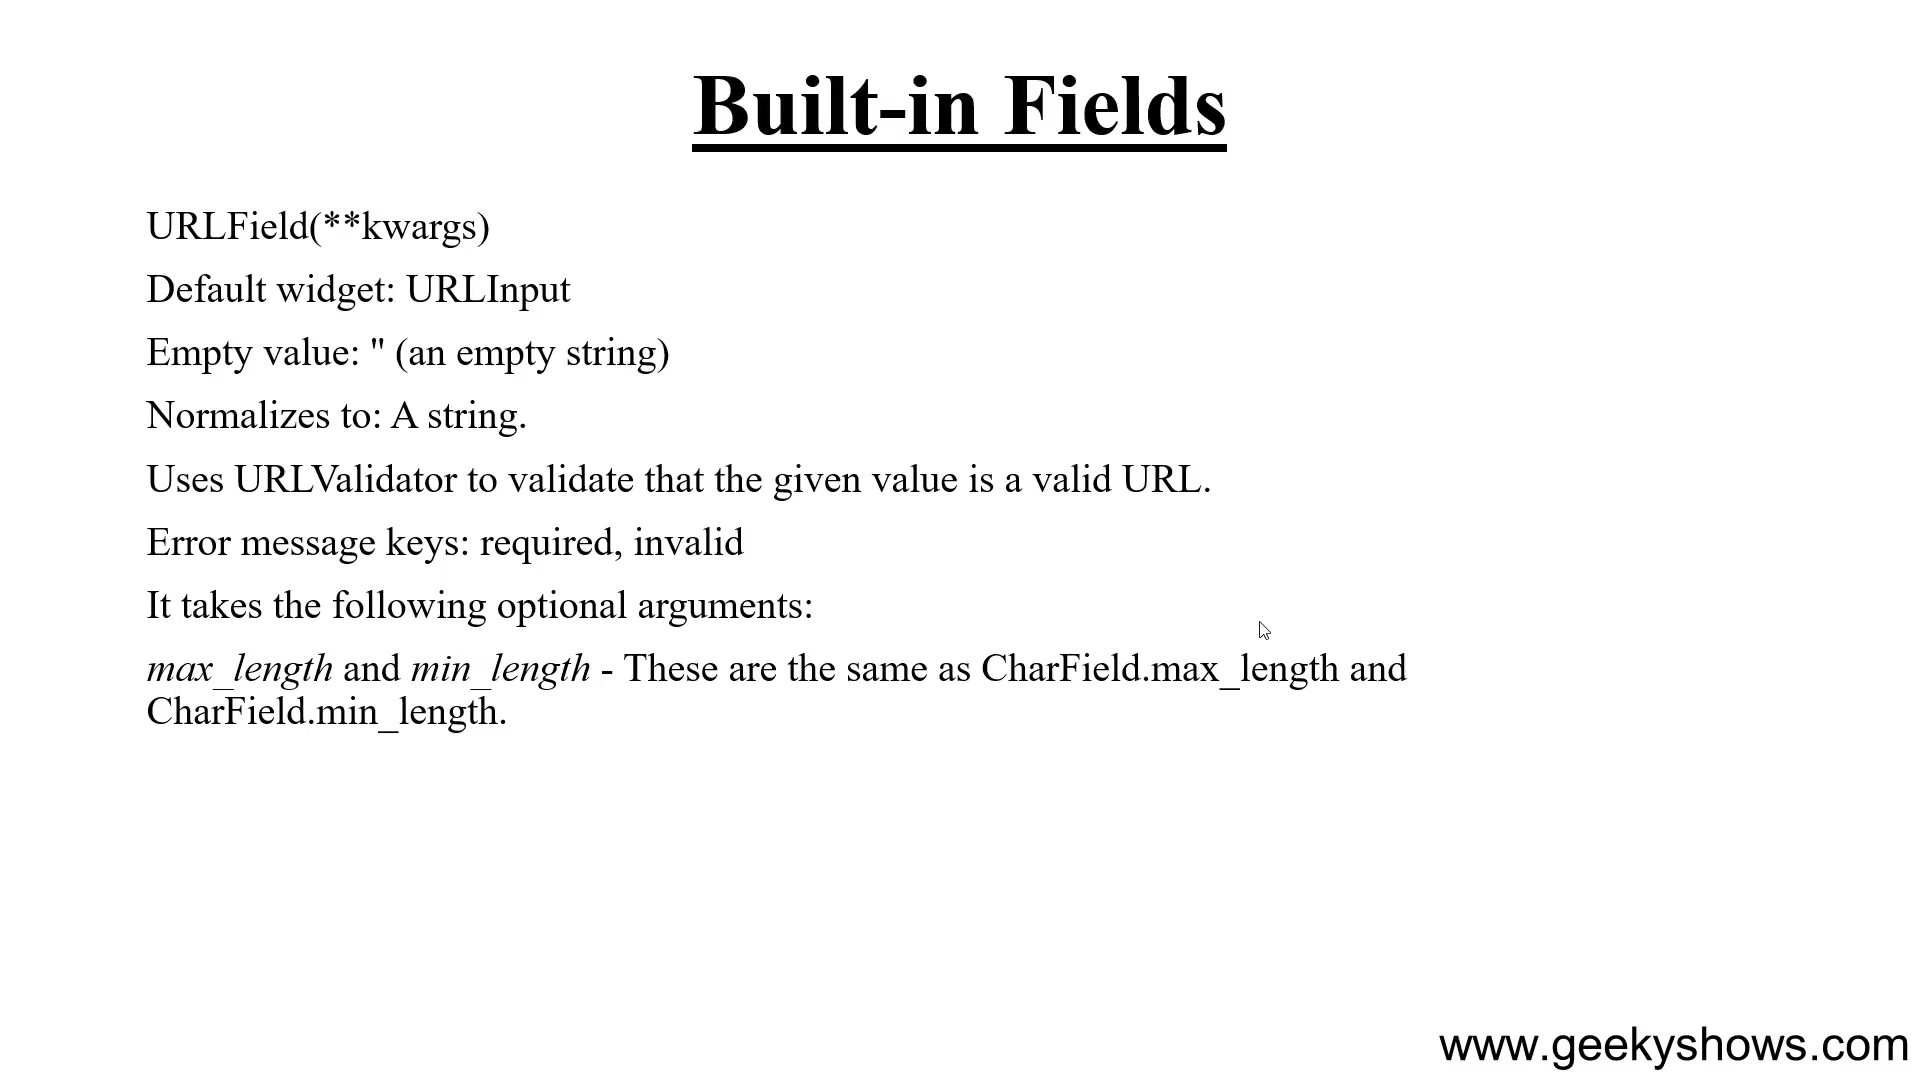 Built-in Fields
URLField(**kwargs)
Default widget: URLInput
Empty value: '' (an empty string)
Normalizes to: A string.
Uses URLValidator to validate that the given value is a valid URL.
Error message keys: required, invalid
It takes the following optional arguments:
max_length and min_length - These are the same as CharField.max_length and
CharField.min_length.
www.geekyshows.com